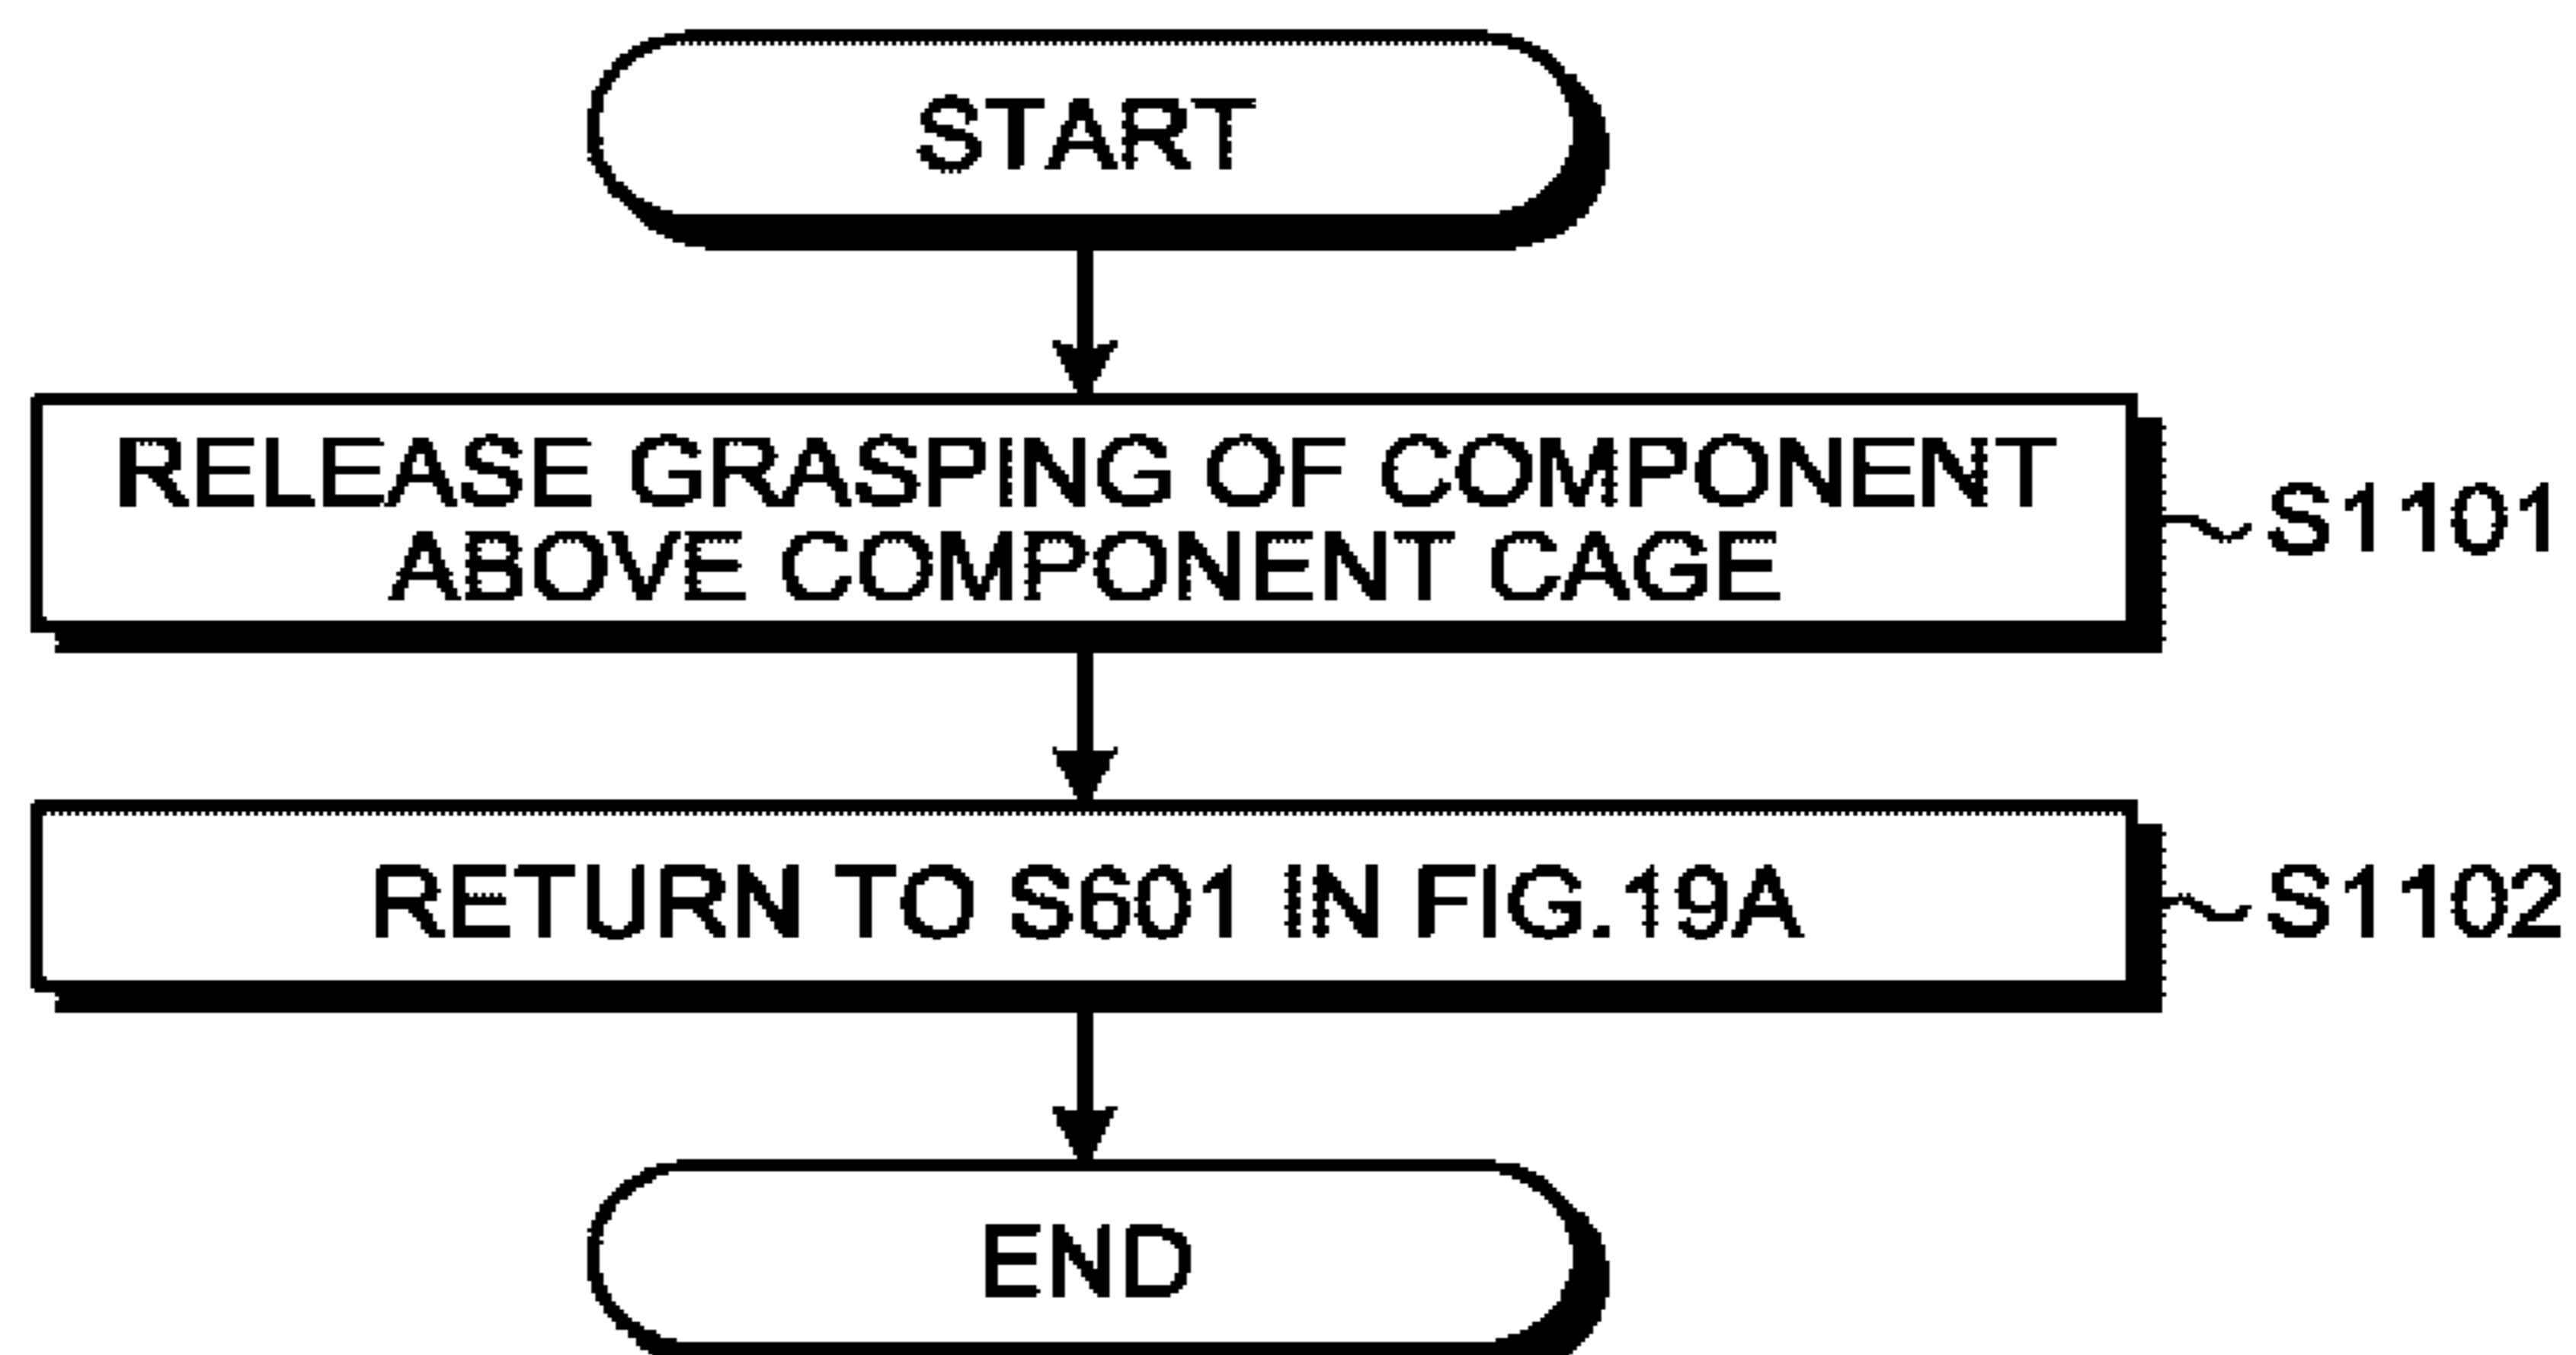 START
RELEASE GRASPING OF COMPONENT
ABOVE COMPONENT CAGE
S1101
RETURN TO S601 IN FIG.19A
S1102
END